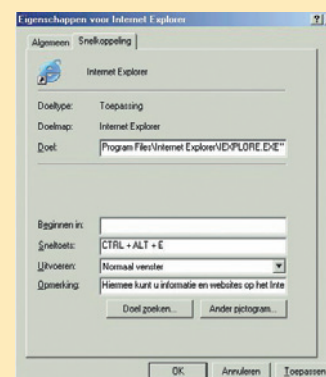 Eigenschappen voor Internet Explorer
Algemeen Snelkoppeling
Internet Explorer
Doeltype: Toepassing
Doelmap: Internet Explorer
Doel: Program Files\Internet Explorer\IEXPLORE.EXE"
Beginnen in:
Sneltoets: CTRL + ALT + E
Uitvoeren: Normaal venster
Opmerking: Hiermee kunt u informatie en websites op het Inte
Doel zoeken... Ander pictogram...
OK Annuleren Toepassen